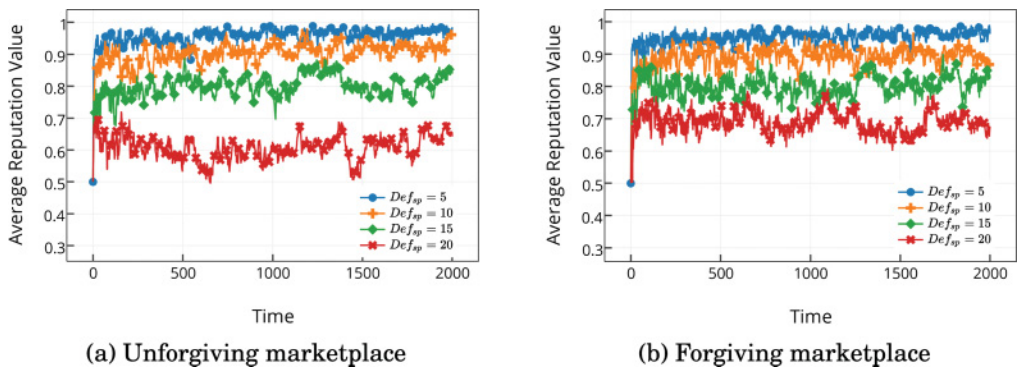 Average Reputation Value
1
0.9
0.8
0.7
0.6
0.5
0.4
0.3
0
500
1000
1500
2000
Def_sp = 5
Def_sp = 10
Def_sp = 15
Def_sp = 20
Time
(a) Unforgiving marketplace
Average Reputation Value
1
0.9
0.8
0.7
0.6
0.5
0.4
0.3
0
500
1000
1500
2000
Def_sp = 5
Def_sp = 10
Def_sp = 15
Def_sp = 20
Time
(b) Forgiving marketplace